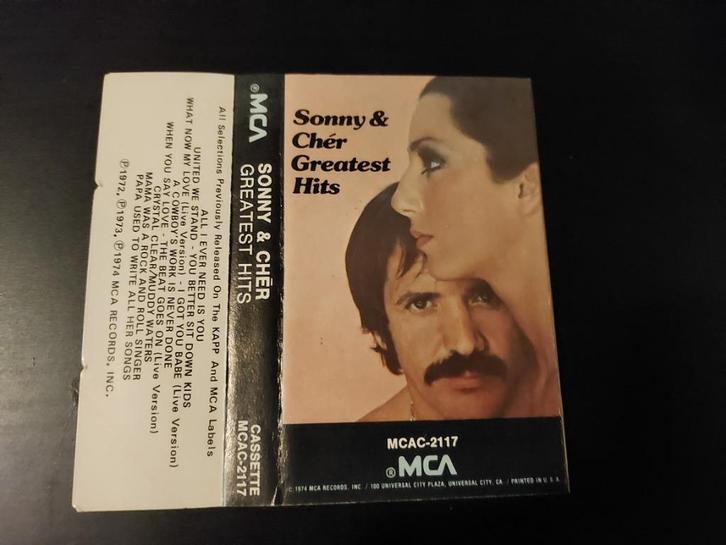 Sonny &
Chér
Greatest
Hits
MCAC-2117
® MCA
© 1974 MCA RECORDS, INC. / 100 UNIVERSAL CITY PLAZA, UNIVERSAL CITY, CA. / PRINTED IN U.S.A.
® MCA
SONNY & CHĒR
GREATEST HITS
CASSETTE
MCAC-2117
All Selections Previously Released On The KAPP And MCA Labels
ALL I EVER NEED IS YOU
UNITED WE STAND - YOU BETTER SIT DOWN KIDS
WHAT NOW MY LOVE (Live Version) - I GOT YOU BABE (Live Version)
A COWBOY'S WORK IS NEVER DONE
WHEN YOU SAY LOVE - THE BEAT GOES ON (Live Version)
CRYSTAL CLEAR/MUDDY WATERS
MAMA WAS A ROCK AND ROLL SINGER
PAPA USED TO WRITE ALL HER SONGS
℗1972, ℗1973, ℗1974 MCA RECORDS, INC.